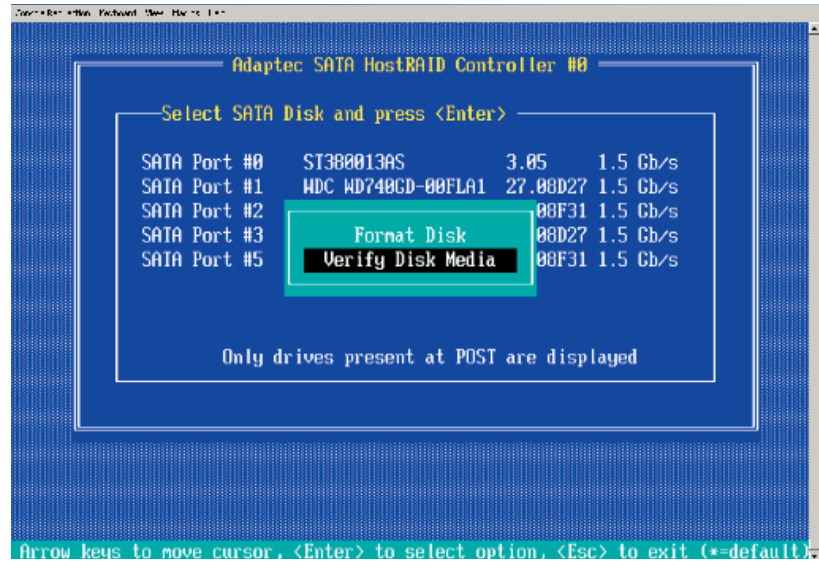 Adaptec SATA HostRAID Controller #0
Select SATA Disk and press <Enter>
SATA Port #0 ST380013AS 3.05 1.5 Gb/s
SATA Port #1 WDC WD740GD-00FLA1 27.08D27 1.5 Gb/s
SATA Port #2 08F31 1.5 Gb/s
SATA Port #3 08D27 1.5 Gb/s
SATA Port #5 08F31 1.5 Gb/s
Format Disk
Verify Disk Media
Only drives present at POST are displayed
Arrow keys to move cursor, <Enter> to select option, <Esc> to exit (*=default)